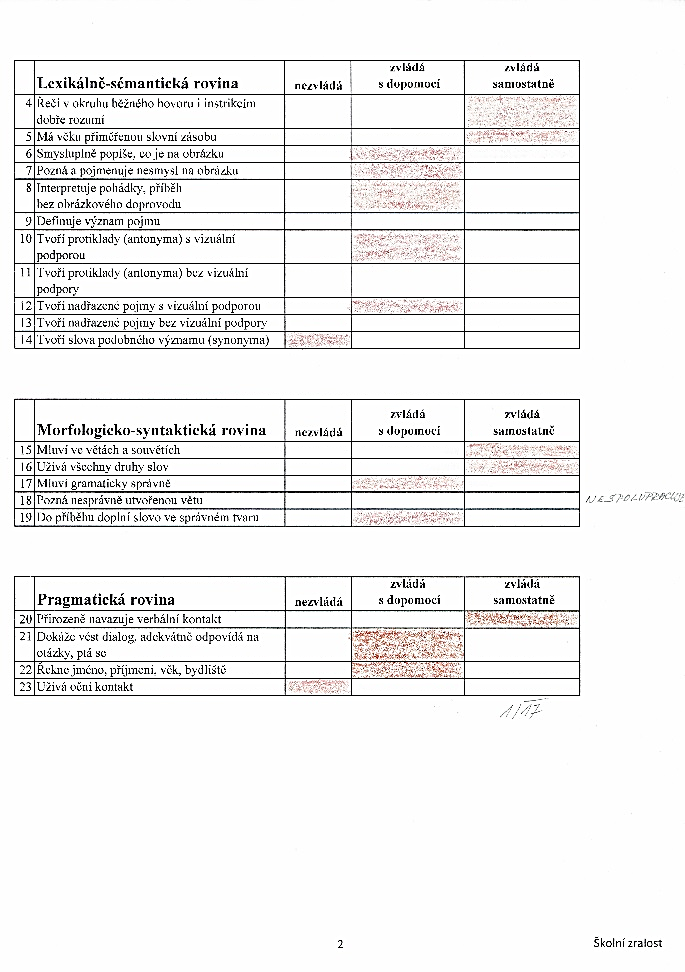 zvládá zvládá
Lexikálně-sémantická rovina nezvládá s dopomocí samostatně
4 Řeči v okruhu běžného hovoru i instrikcím
dobře rozumí
5 Má věku přiměřenou slovní zásobu
6 Smysluplně popíše, co je na obrázku
7 Pozná a pojmenuje nesmysl na obrázku
8 Interpretuje pohádky, příběh
bez obrázkového doprovodu
9 Definuje význam pojmu
10 Tvoří protiklady (antonyma) s vizuální
podporou
11 Tvoří protiklady (antonyma) bez vizuální
podpory
12 Tvoří nadřazené pojmy s vizuální podporou
13 Tvoří nadřazené pojmy bez vizuální podpory
14 Tvoří slova podobného významu (synonyma)
zvládá zvládá
Morfologicko-syntaktická rovina nezvládá s dopomocí samostatně
15 Mluví ve větách a souvětích
16 Užívá všechny druhy slov
17 Mluví gramaticky správně
18 Pozná nesprávně utvořenou větu NESPOLUPRACUJE
19 Do příběhu doplní slovo ve správném tvaru
zvládá zvládá
Pragmatická rovina nezvládá s dopomocí samostatně
20 Přirozeně navazuje verbální kontakt
21 Dokáže vést dialog, adekvátně odpovídá na
otázky, ptá se
22 Řekne jméno, příjmení, věk, bydliště
23 Užívá oční kontakt
1/17
2 Školní zralost